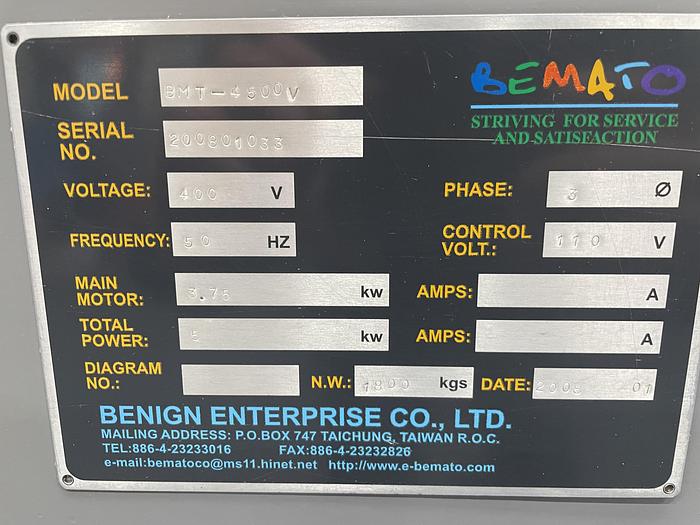 BEMATO
STRIVING FOR SERVICE
AND SATISFACTION
MODEL BMT-4500V
SERIAL NO. 200801033
VOLTAGE: 400 V
PHASE: 3 Ø
FREQUENCY: 50 HZ
CONTROL VOLT.: 110 V
MAIN MOTOR: 3.75 kw
AMPS: A
TOTAL POWER: 5 kw
AMPS: A
DIAGRAM NO.:
N.W.: 1800 kgs
DATE: 2008 01
BENIGN ENTERPRISE CO., LTD.
MAILING ADDRESS: P.O.BOX 747 TAICHUNG, TAIWAN R.O.C.
TEL:886-4-23233016 FAX:886-4-23232826
e-mail:bematoco@ms11.hinet.net http://www.e-bemato.com